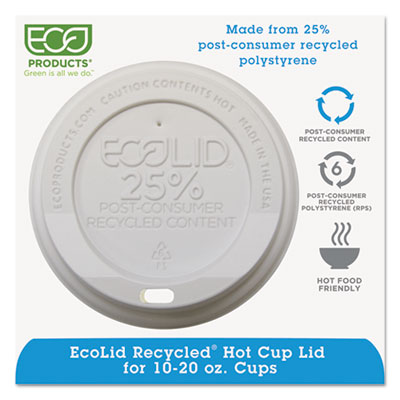 ECO
PRODUCTS®
Green is all we do.™
Made from 25%
post-consumer recycled
polystyrene
ECOPRODUCTS.COM CAUTION CONTENTS HOT MADE IN THE USA
ECOLID®
25%
POST-CONSUMER
RECYCLED CONTENT
POST-CONSUMER
RECYCLED CONTENT
6
POST-CONSUMER
RECYCLED
POLYSTYRENE (RPS)
HOT FOOD
FRIENDLY
EcoLid Recycled® Hot Cup Lid
for 10-20 oz. Cups